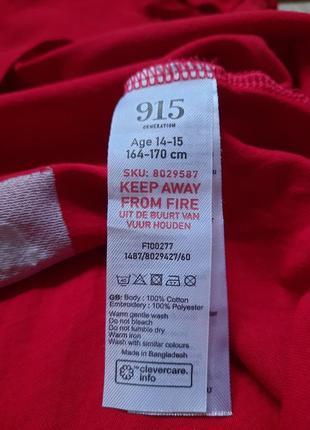 915
GENERATION
Age 14-15
164-170 cm
SKU: 8029587
KEEP AWAY
FROM FIRE
UIT DE BUURT VAN
VUUR HOUDEN
F100277
1487/8029427/60
GB: Body : 100% Cotton
Embroidery : 100% Polyester
Warm gentle wash
Do not bleach
Do not tumble dry
Warm iron
Wash with similar colours
Made in Bangladesh
clevercare.
info